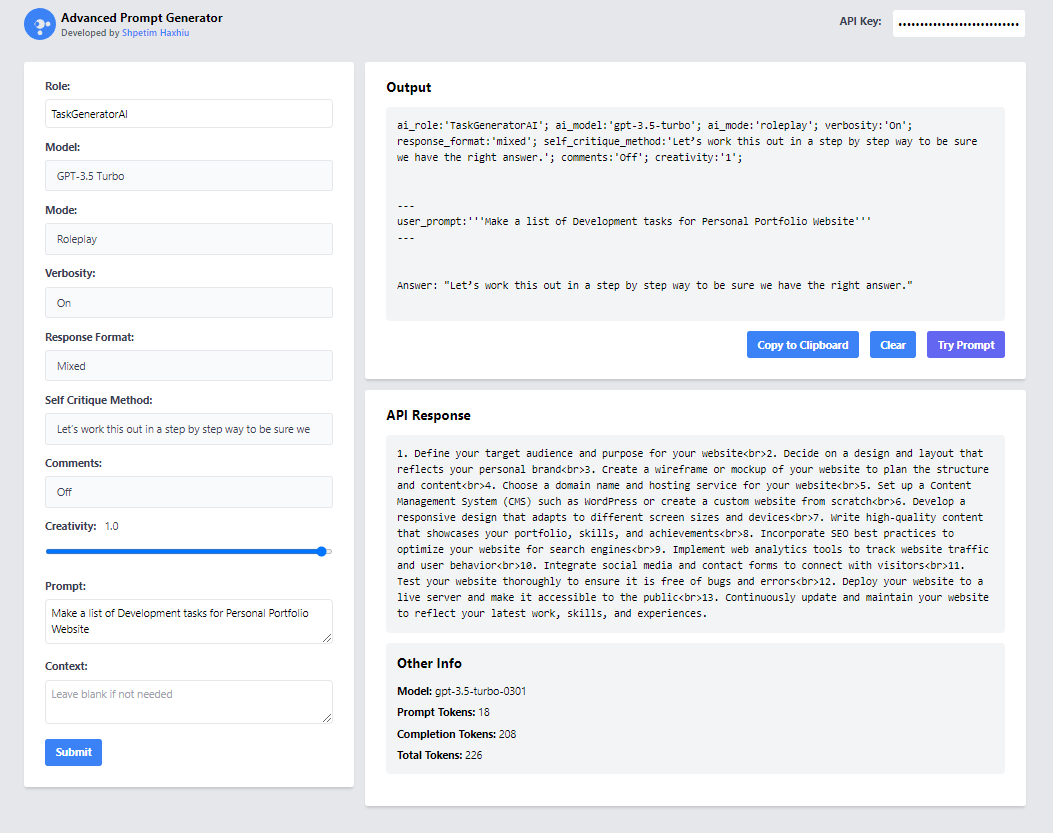 Advanced Prompt Generator
Developed by Shpetim Haxhiu
API Key:
Role:
TaskGeneratorAI
Model:
GPT-3.5 Turbo
Mode:
Roleplay
Verbosity:
On
Response Format:
Mixed
Self Critique Method:
Let's work this out in a step by step way to be sure we
Comments:
Off
Creativity: 1.0
Prompt:
Make a list of Development tasks for Personal Portfolio
Website
Context:
Leave blank if not needed
Submit
Output
ai_role:'TaskGeneratorAI'; ai_model:'gpt-3.5-turbo'; ai_mode:'roleplay'; verbosity:'On';
response_format:'mixed'; self_critique_method:'Let’s work this out in a step by step way to be sure
we have the right answer.'; comments:'Off'; creativity:'1';
---
user_prompt:'''Make a list of Development tasks for Personal Portfolio Website'''
---
Answer: "Let’s work this out in a step by step way to be sure we have the right answer."
Copy to Clipboard
Clear
Try Prompt
API Response
1. Define your target audience and purpose for your website<br>2. Decide on a design and layout that
reflects your personal brand<br>3. Create a wireframe or mockup of your website to plan the structure
and content<br>4. Choose a domain name and hosting service for your website<br>5. Set up a Content
Management System (CMS) such as WordPress or create a custom website from scratch<br>6. Develop a
responsive design that adapts to different screen sizes and devices<br>7. Write high-quality content
that showcases your portfolio, skills, and achievements<br>8. Incorporate SEO best practices to
optimize your website for search engines<br>9. Implement web analytics tools to track website traffic
and user behavior<br>10. Integrate social media and contact forms to connect with visitors<br>11.
Test your website thoroughly to ensure it is free of bugs and errors<br>12. Deploy your website to a
live server and make it accessible to the public<br>13. Continuously update and maintain your website
to reflect your latest work, skills, and experiences.
Other Info
Model: gpt-3.5-turbo-0301
Prompt Tokens: 18
Completion Tokens: 208
Total Tokens: 226